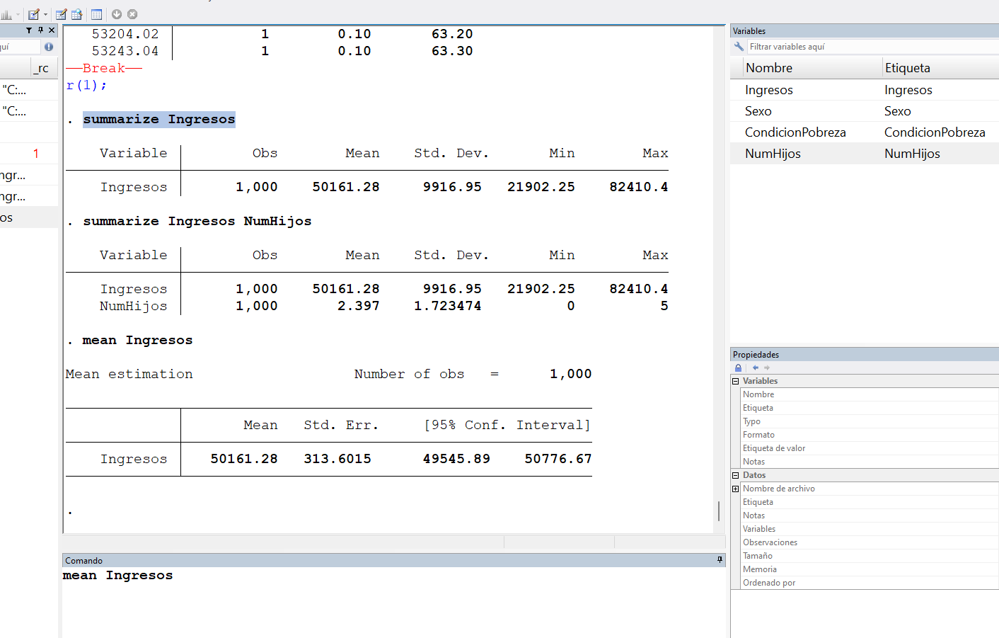 quí
_rc
"C:...
"C:...
1
ngr...
ngr...
os
53204.02 1 0.10 63.20
53243.04 1 0.10 63.30
—Break—
r(1);
. summarize Ingresos
Variable Obs Mean Std. Dev. Min Max
Ingresos 1,000 50161.28 9916.95 21902.25 82410.4
. summarize Ingresos NumHijos
Variable Obs Mean Std. Dev. Min Max
Ingresos 1,000 50161.28 9916.95 21902.25 82410.4
NumHijos 1,000 2.397 1.723474 0 5
. mean Ingresos
Mean estimation Number of obs = 1,000
Mean Std. Err. [95% Conf. Interval]
Ingresos 50161.28 313.6015 49545.89 50776.67
.
Comando
mean Ingresos
Variables
Filtrar variables aquí
Nombre Etiqueta
Ingresos Ingresos
Sexo Sexo
CondicionPobreza CondicionPobreza
NumHijos NumHijos
Propiedades
Variables
Nombre
Etiqueta
Typo
Formato
Etiqueta de valor
Notas
Datos
Nombre de archivo
Etiqueta
Notas
Variables
Observaciones
Tamaño
Memoria
Ordenado por